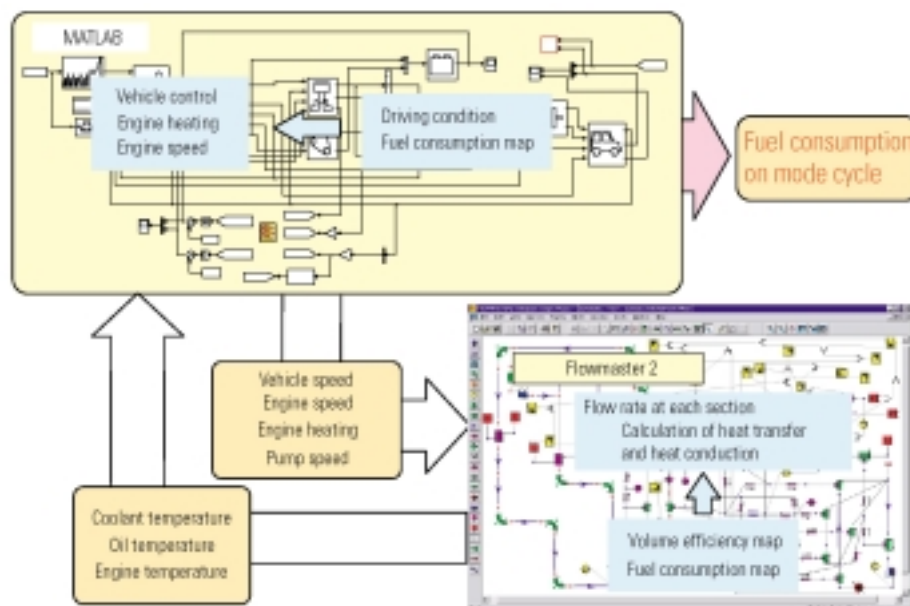 MATLAB
Vehicle control
Engine heating
Engine speed
Driving condition
Fuel consumption map
Fuel consumption
on mode cycle
Vehicle speed
Engine speed
Engine heating
Pump speed
Flowmaster 2
Flow rate at each section
Calculation of heat transfer
and heat conduction
Coolant temperature
Oil temperature
Engine temperature
Volume efficiency map
Fuel consumption map